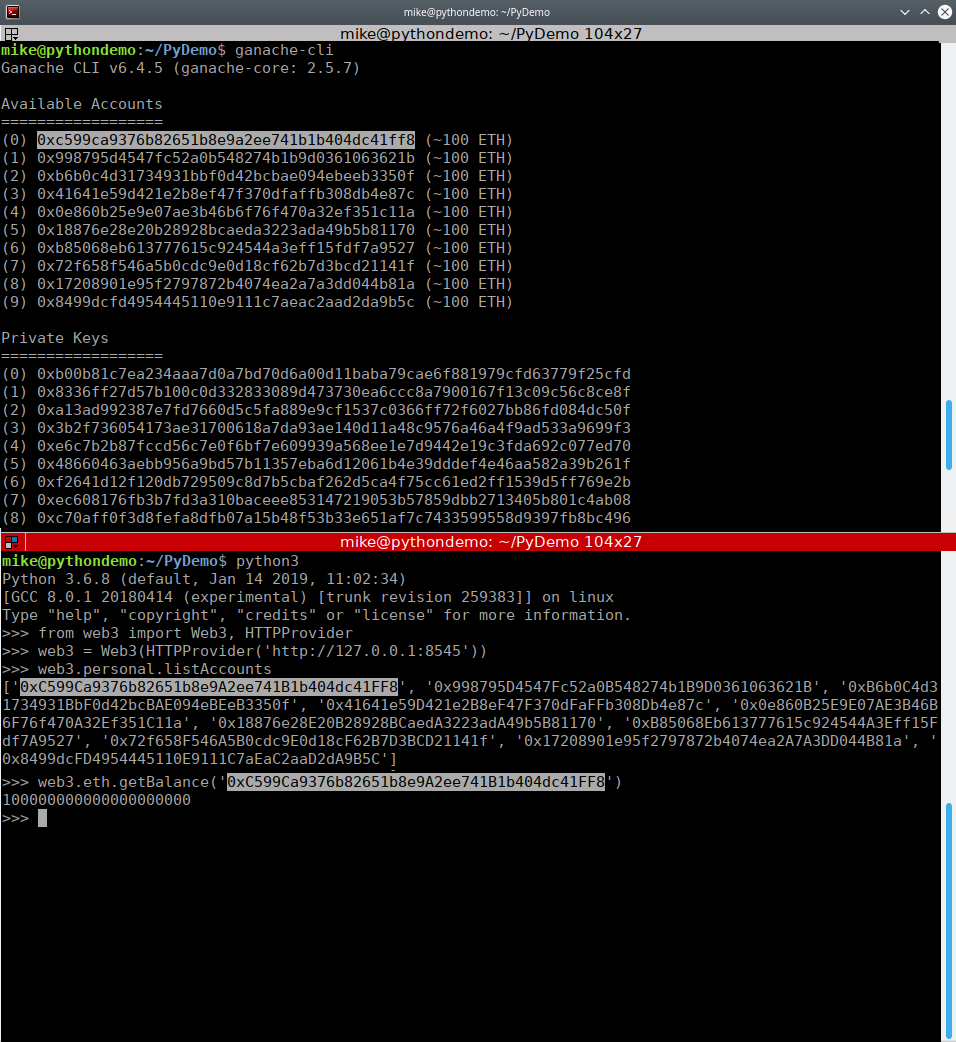 mike@pythondemo: ~/PyDemo
mike@pythondemo: ~/PyDemo 104x27
mike@pythondemo:~/PyDemo$ ganache-cli
Ganache CLI v6.4.5 (ganache-core: 2.5.7)
Available Accounts
==================
(0) 0xc599ca9376b82651b8e9a2ee741b1b404dc41ff8 (~100 ETH)
(1) 0x998795d4547fc52a0b548274b1b9d0361063621b (~100 ETH)
(2) 0xb6b0c4d31734931bbf0d42bcbae094ebeeb3350f (~100 ETH)
(3) 0x41641e59d421e2b8ef47f370dfaffb308db4e87c (~100 ETH)
(4) 0x0e860b25e9e07ae3b46b6f76f470a32ef351c11a (~100 ETH)
(5) 0x18876e28e20b28928bcaeda3223ada49b5b81170 (~100 ETH)
(6) 0xb85068eb613777615c924544a3eff15fdf7a9527 (~100 ETH)
(7) 0x72f658f546a5b0cdc9e0d18cf62b7d3bcd21141f (~100 ETH)
(8) 0x17208901e95f2797872b4074ea2a7a3dd044b81a (~100 ETH)
(9) 0x8499dcfd4954445110e9111c7aeac2aad2da9b5c (~100 ETH)
Private Keys
==================
(0) 0xb00b81c7ea234aaa7d0a7bd70d6a00d11baba79cae6f881979cfd63779f25cfd
(1) 0x8336ff27d57b100c0d332833089d473730ea6ccc8a7900167f13c09c56c8ce8f
(2) 0xa13ad992387e7fd7660d5c5fa889e9cf1537c0366ff72f6027bb86fd084dc50f
(3) 0x3b2f736054173ae31700618a7da93ae140d11a48c9576a46a4f9ad533a9699f3
(4) 0xe6c7b2b87fccd56c7e0f6bf7e609939a568ee1e7d9442e19c3fda692c077ed70
(5) 0x48660463aebb956a9bd57b11357eba6d12061b4e39dddef4e46aa582a39b261f
(6) 0xf2641d12f120db729509c8d7b5cbaf262d5ca4f75cc61ed2ff1539d5ff769e2b
(7) 0xec608176fb3b7fd3a310baceee853147219053b57859dbb2713405b801c4ab08
(8) 0xc70aff0f3d8fefa8dfb07a15b48f53b33e651af7c7433599558d9397fb8bc496
mike@pythondemo: ~/PyDemo 104x27
mike@pythondemo:~/PyDemo$ python3
Python 3.6.8 (default, Jan 14 2019, 11:02:34)
[GCC 8.0.1 20180414 (experimental) [trunk revision 259383]] on linux
Type "help", "copyright", "credits" or "license" for more information.
>>> from web3 import Web3, HTTPProvider
>>> web3 = Web3(HTTPProvider('http://127.0.0.1:8545'))
>>> web3.personal.listAccounts
['0xC599Ca9376b82651b8e9A2ee741B1b404dc41FF8', '0x998795D4547Fc52a0B548274b1B9D0361063621B', '0xB6b0C4d3
1734931BbF0d42bcBAE094eBEeB3350f', '0x41641e59D421e2B8eF47F370dFaFFb308Db4e87c', '0x0e860B25E9E07AE3B46B
6F76f470A32Ef351C11a', '0x18876e28E20B28928BCaedA3223adA49b5B81170', '0xB85068Eb613777615c924544A3Eff15F
df7A9527', '0x72f658F546A5B0cdc9E0d18cF62B7D3BCD21141f', '0x17208901e95f2797872b4074ea2A7A3DD044B81a', '
0x8499dcFD4954445110E9111C7aEaC2aaD2dA9B5C']
>>> web3.eth.getBalance('0xC599Ca9376b82651b8e9A2ee741B1b404dc41FF8')
100000000000000000000
>>>